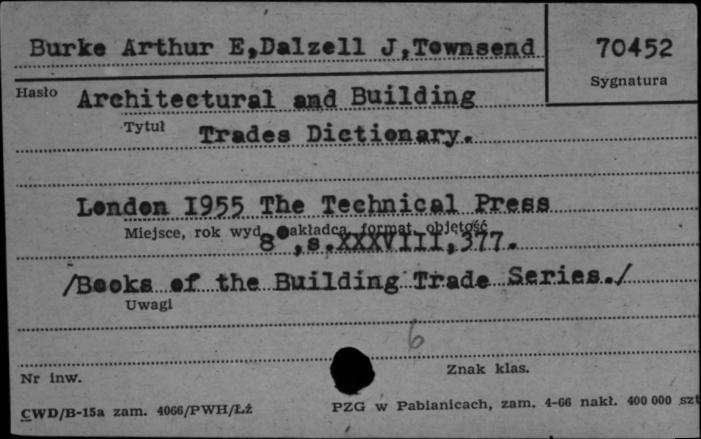 Burke Arthur E,Dalzell J,Townsend
70452
Sygnatura
Hasło Architectural and Building
Tytuł Trades Dictionary.
London 1955 The Technical Press
Miejsce, rok wyd., nakładca, format, objętość
8°,s.XXXVIII,377.
/Books of the Building Trade Series./
Uwagi
6
Nr inw.
Znak klas.
CWD/B-15a zam. 4066/PWH/Łż
PZG w Pabianicach, zam. 4-66 nakł. 400 000 szt